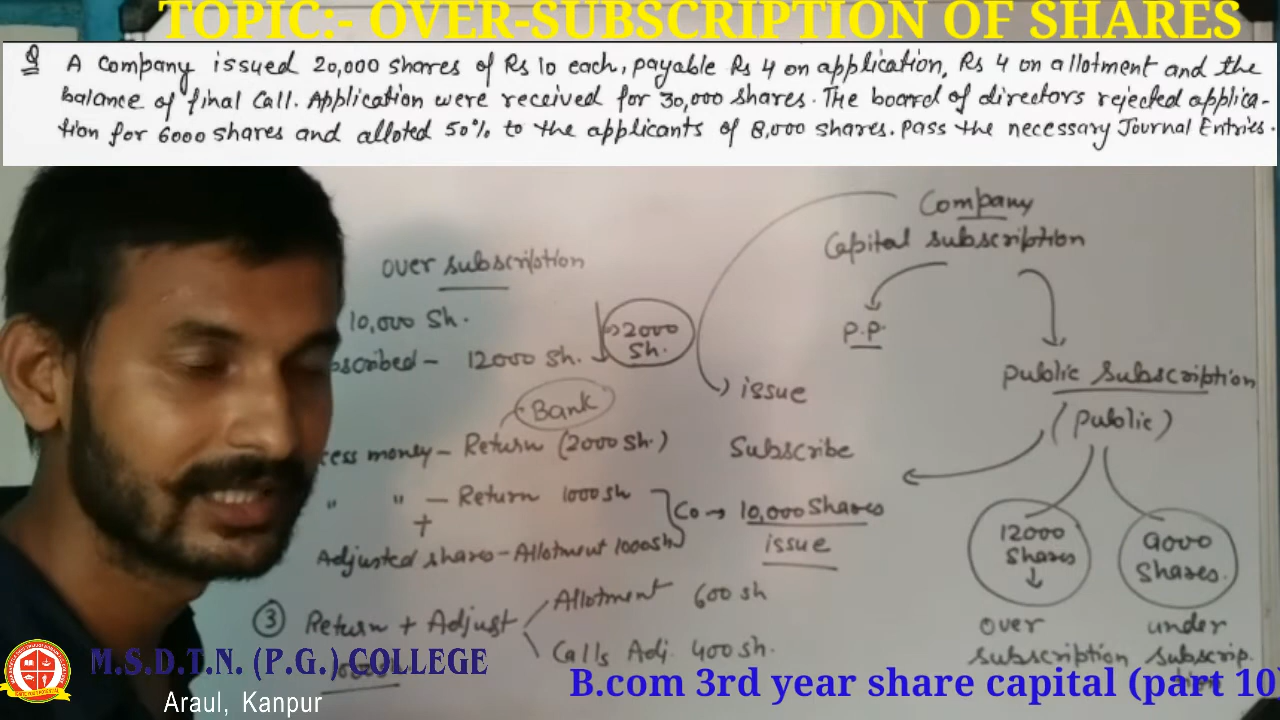 TOPIC:- OVER-SUBSCRIPTION OF SHARES
Q A Company issued 20,000 shares of Rs 10 each, payable Rs 4 on application, Rs 4 on allotment and the
balance of final Call. Application were received for 30,000 shares. The board of directors rejected applica-
tion for 6000 shares and alloted 50% to the applicants of 8,000 shares. Pass the necessary Journal Entries.
Company
Capital subscription
P.P.
Public Subscription
(Public)
12000 Shares
over subscription
9000 Shares.
under subscrip.
issue
Subscribe
Co → 10,000 Shares
issue
over subscription
10,000 Sh.
bscribed - 12000 Sh.
2000 Sh.
Bank
cess money - Return (2000 Sh.)
" " - Return 1000 sh
+
Adjusted shares - Allotment 1000sh
③ Return + Adjust
Allotment 600 sh
Calls Adj. 400 sh.
M.S.D.T.N. (P.G.) COLLEGE
Araul, Kanpur
B.com 3rd year share capital (part 10)